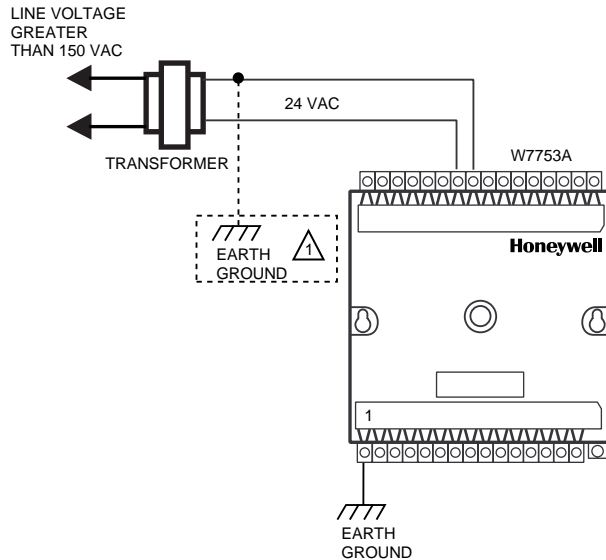 LINE VOLTAGE
GREATER
THAN 150 VAC
24 VAC
TRANSFORMER
W7753A
EARTH
GROUND
1
Honeywell
1
EARTH
GROUND